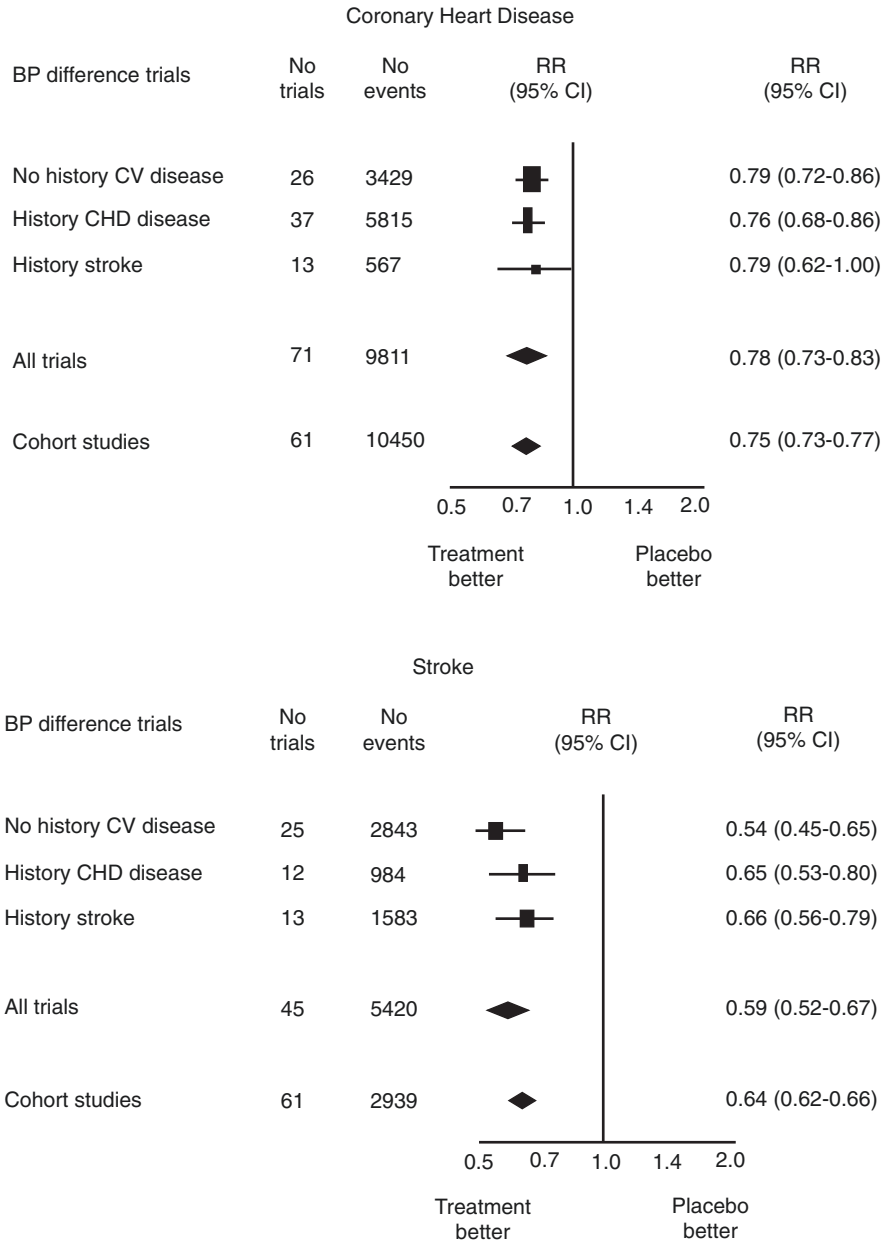 Coronary Heart Disease
BP difference trials No trials No events RR (95% CI) RR (95% CI)
No history CV disease 26 3429 0.79 (0.72-0.86)
History CHD disease 37 5815 0.76 (0.68-0.86)
History stroke 13 567 0.79 (0.62-1.00)
All trials 71 9811 0.78 (0.73-0.83)
Cohort studies 61 10450 0.75 (0.73-0.77)
0.5 0.7 1.0 1.4 2.0
Treatment better Placebo better
Stroke
BP difference trials No trials No events RR (95% CI) RR (95% CI)
No history CV disease 25 2843 0.54 (0.45-0.65)
History CHD disease 12 984 0.65 (0.53-0.80)
History stroke 13 1583 0.66 (0.56-0.79)
All trials 45 5420 0.59 (0.52-0.67)
Cohort studies 61 2939 0.64 (0.62-0.66)
0.5 0.7 1.0 1.4 2.0
Treatment better Placebo better